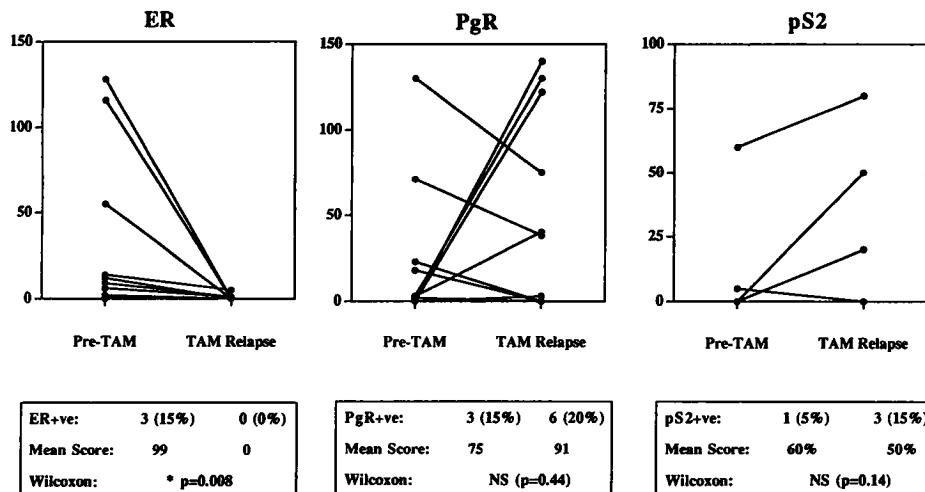 ER PgR pS2
150 150 100
100 100 75
50 50 50
25
0 0 0
Pre-TAM TAM Relapse Pre-TAM TAM Relapse Pre-TAM TAM Relapse
ER+ve: 3 (15%) 0 (0%)
Mean Score: 99 0
Wilcoxon: * p=0.008
PgR+ve: 3 (15%) 6 (20%)
Mean Score: 75 91
Wilcoxon: NS (p=0.44)
pS2+ve: 1 (5%) 3 (15%)
Mean Score: 60% 50%
Wilcoxon: NS (p=0.14)